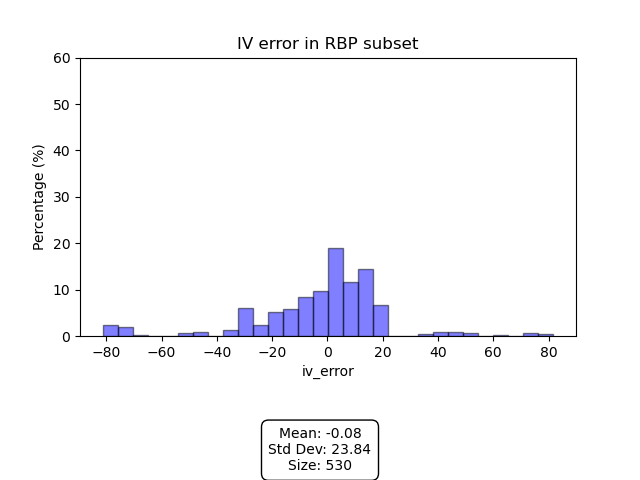 IV error in RBP subset
Percentage (%)
60
50
40
30
20
10
0
−80 −60 −40 −20 0 20 40 60 80
iv_error
Mean: -0.08
Std Dev: 23.84
Size: 530